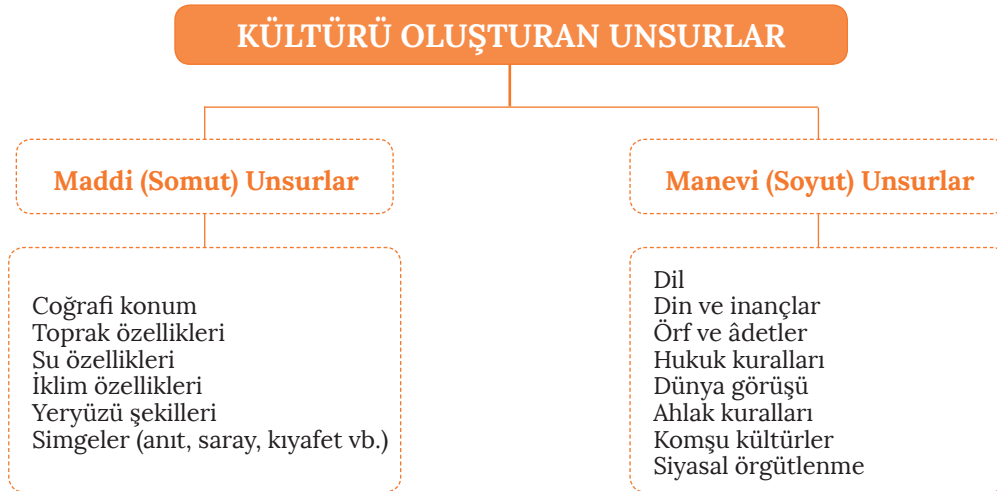 KÜLTÜRÜ OLUŞTURAN UNSURLAR
Maddi (Somut) Unsurlar
Coğrafi konum
Toprak özellikleri
Su özellikleri
İklim özellikleri
Yeryüzü şekilleri
Simgeler (anıt, saray, kıyafet vb.)
Manevi (Soyut) Unsurlar
Dil
Din ve inançlar
Örf ve âdetler
Hukuk kuralları
Dünya görüşü
Ahlak kuralları
Komşu kültürler
Siyasal örgütlenme